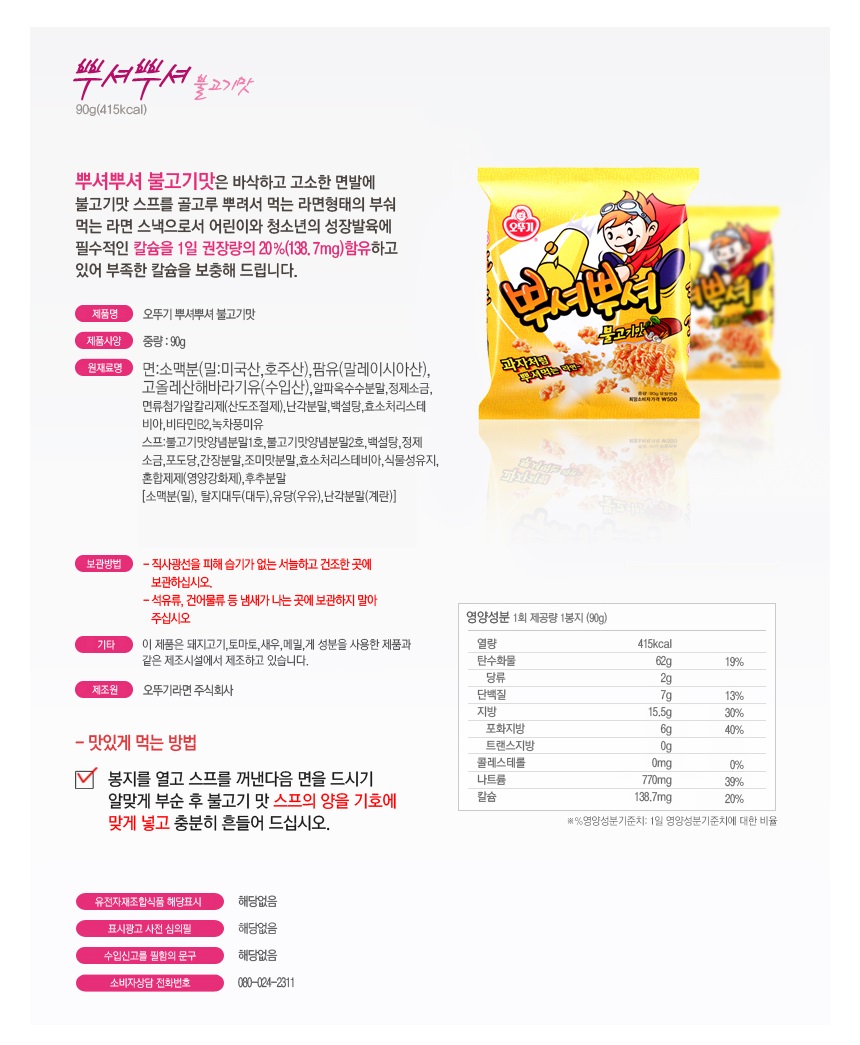 뿌셔뿌셔 불고기맛
90g(415kcal)
뿌셔뿌셔 불고기맛은 바삭하고 고소한 면발에
불고기맛 스프를 골고루 뿌려서 먹는 라면형태의 부숴
먹는 라면 스낵으로서 어린이와 청소년의 성장발육에
필수적인 칼슘을 1일 권장량의 20%(138.7mg)함유하고
있어 부족한 칼슘을 보충해 드립니다.
오뚜기
뿌셔뿌셔
불고기맛
과자처럼
뿌셔먹는 라면~
희망소비자가격 ₩500
제품명 오뚜기 뿌셔뿌셔 불고기맛
제품사양 중량 : 90g
원재료명 면:소맥분(밀:미국산,호주산),팜유(말레이시아산),
고올레산해바라기유(수입산),알파옥수수분말,정제소금,
면류첨가알칼리제(산도조절제),난각분말,백설탕,효소처리스테
비아,비타민B2,녹차풍미유
스프:불고기맛양념분말1호,불고기맛양념분말2호,백설탕,정제
소금,포도당,간장분말,조미맛분말,효소처리스테비아,식물성유지,
혼합제제(영양강화제),후추분말
[소맥분(밀), 탈지대두(대두),유당(우유),난각분말(계란)]
보관방법 - 직사광선을 피해 습기가 없는 서늘하고 건조한 곳에
보관하십시오.
- 석유류, 건어물류 등 냄새가 나는 곳에 보관하지 말아
주십시오
기타 이 제품은 돼지고기,토마토,새우,메밀,게 성분을 사용한 제품과
같은 제조시설에서 제조하고 있습니다.
제조원 오뚜기라면 주식회사
- 맛있게 먹는 방법
봉지를 열고 스프를 꺼낸다음 면을 드시기
알맞게 부순 후 불고기 맛 스프의 양을 기호에
맞게 넣고 충분히 흔들어 드십시오.
영양성분 1회 제공량 1봉지 (90g)
열량 415kcal
탄수화물 62g 19%
당류 2g
단백질 7g 13%
지방 15.5g 30%
포화지방 6g 40%
트랜스지방 0g
콜레스테롤 0mg 0%
나트륨 770mg 39%
칼슘 138.7mg 20%
※%영양성분기준치: 1일 영양성분기준치에 대한 비율
유전자재조합식품 해당표시 해당없음
표시광고 사전 심의필 해당없음
수입신고를 필함의 문구 해당없음
소비자상담 전화번호 080-024-2311